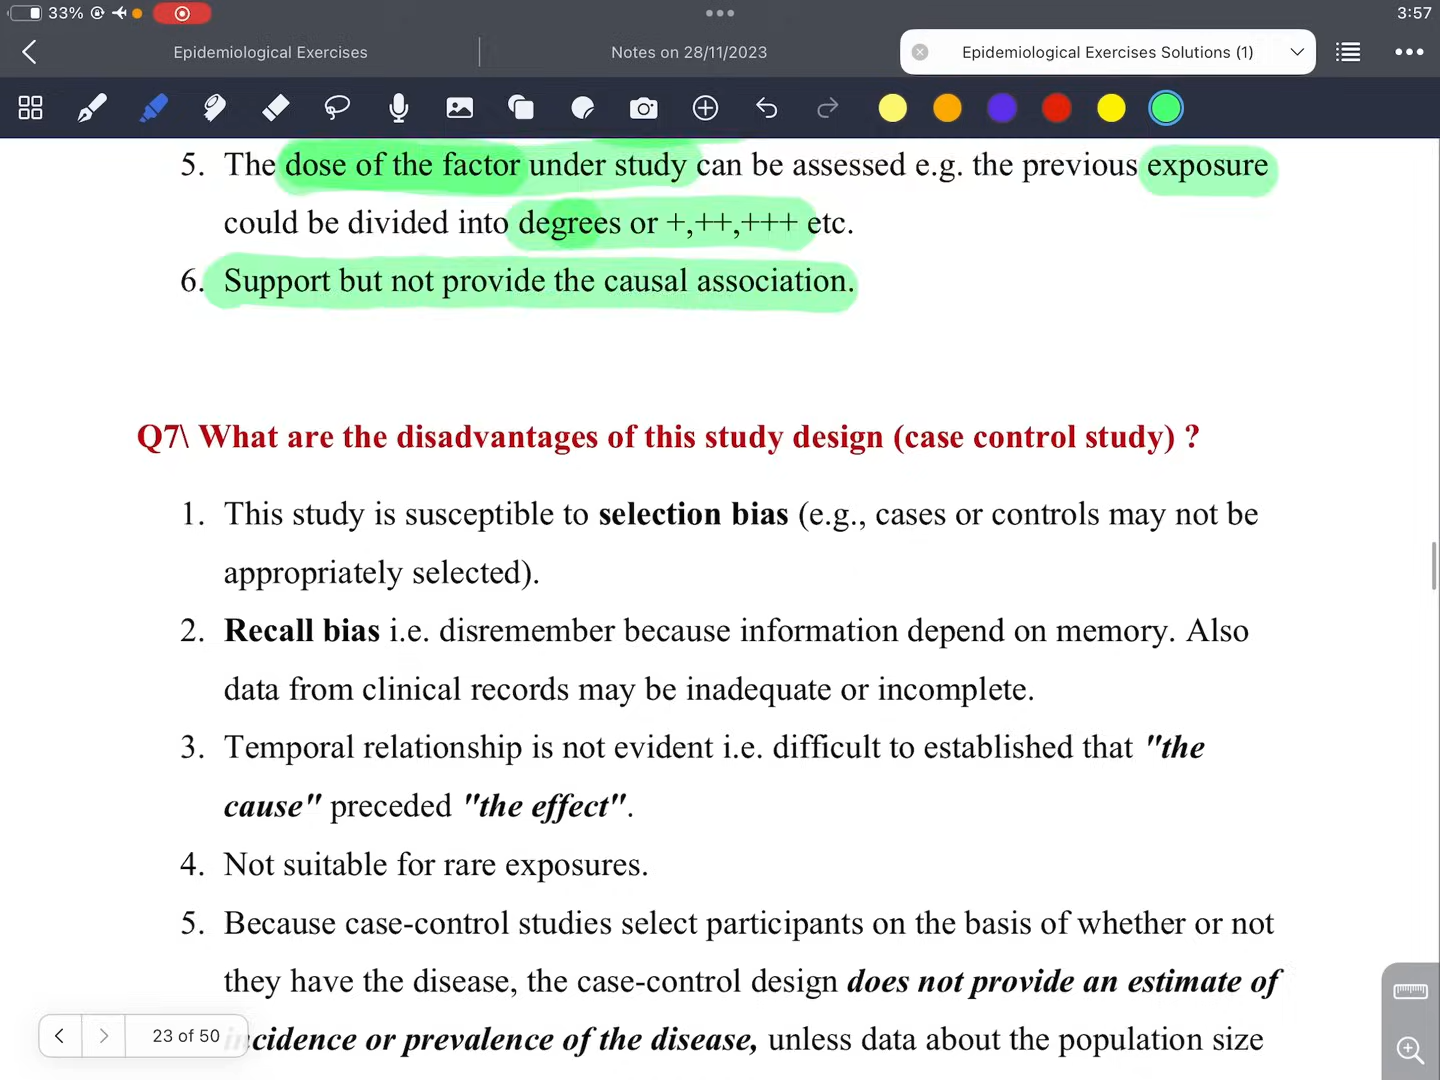 33%
3:57
Epidemiological Exercises
Notes on 28/11/2023
Epidemiological Exercises Solutions (1)
5. The dose of the factor under study can be assessed e.g. the previous exposure
could be divided into degrees or +,++,+++ etc.
6. Support but not provide the causal association.
Q7\ What are the disadvantages of this study design (case control study) ?
1. This study is susceptible to selection bias (e.g., cases or controls may not be
appropriately selected).
2. Recall bias i.e. disremember because information depend on memory. Also
data from clinical records may be inadequate or incomplete.
3. Temporal relationship is not evident i.e. difficult to established that "the
cause" preceded "the effect".
4. Not suitable for rare exposures.
5. Because case-control studies select participants on the basis of whether or not
they have the disease, the case-control design does not provide an estimate of
incidence or prevalence of the disease, unless data about the population size
23 of 50